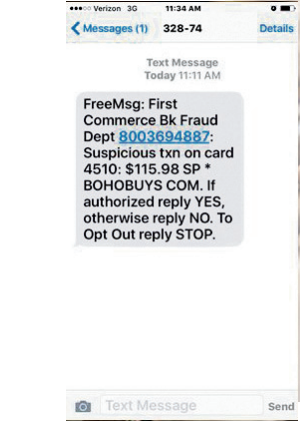 Verizon 3G 11:34 AM
Messages (1) 328-74 Details
Text Message
Today 11:11 AM
FreeMsg: First
Commerce Bk Fraud
Dept 8003694887:
Suspicious txn on card
4510: $115.98 SP *
BOHOBUYS COM. If
authorized reply YES,
otherwise reply NO. To
Opt Out reply STOP.
Text Message Send